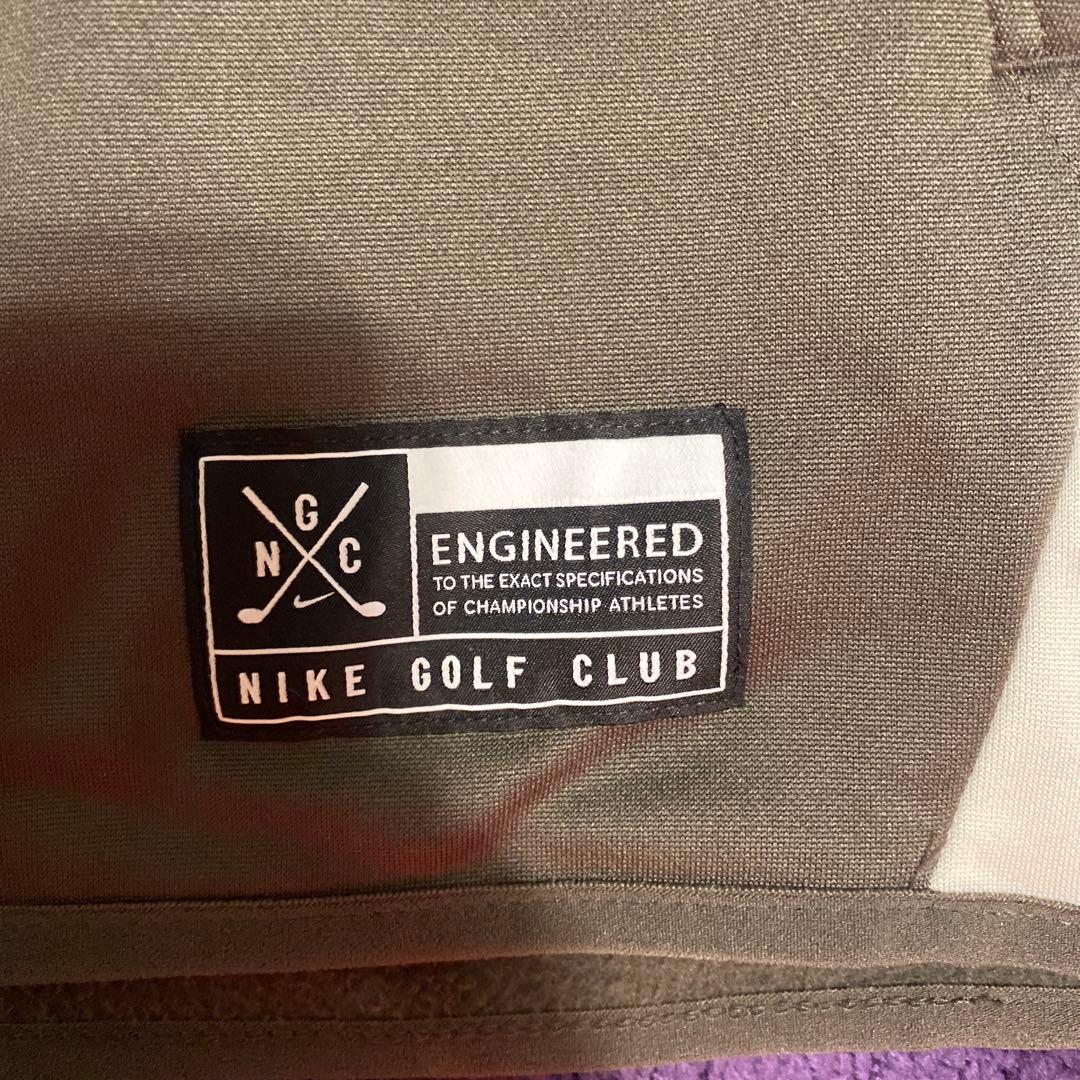 G
N C
ENGINEERED
TO THE EXACT SPECIFICATIONS
OF CHAMPIONSHIP ATHLETES
NIKE GOLF CLUB